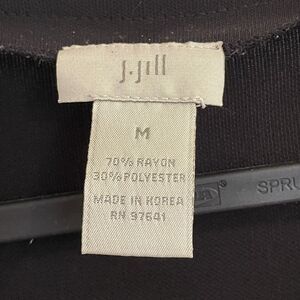 J.Jill
M
70% RAYON
30% POLYESTER
MADE IN KOREA
RN 97641
SPRU